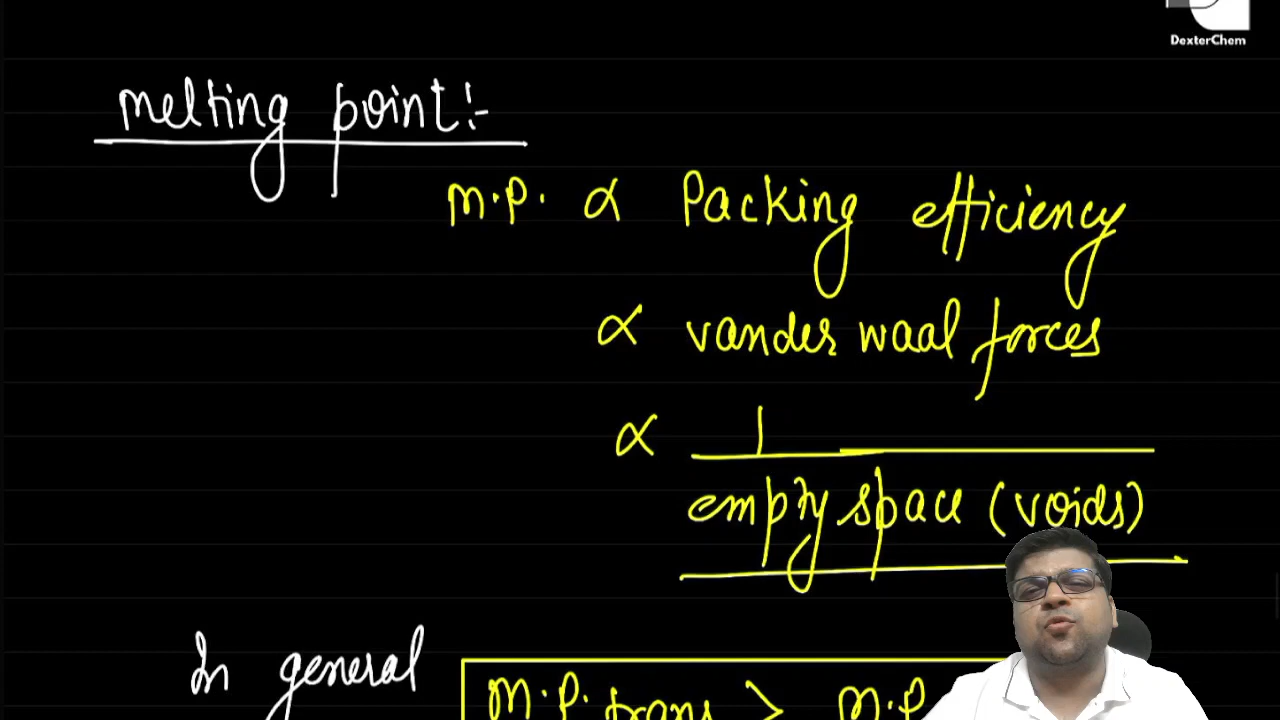 DexterChem
melting point:-
m.p. ∝ Packing efficiency
∝ vander waal forces
∝ 1
empty space (voids)
In general
m.p. trans > m.p